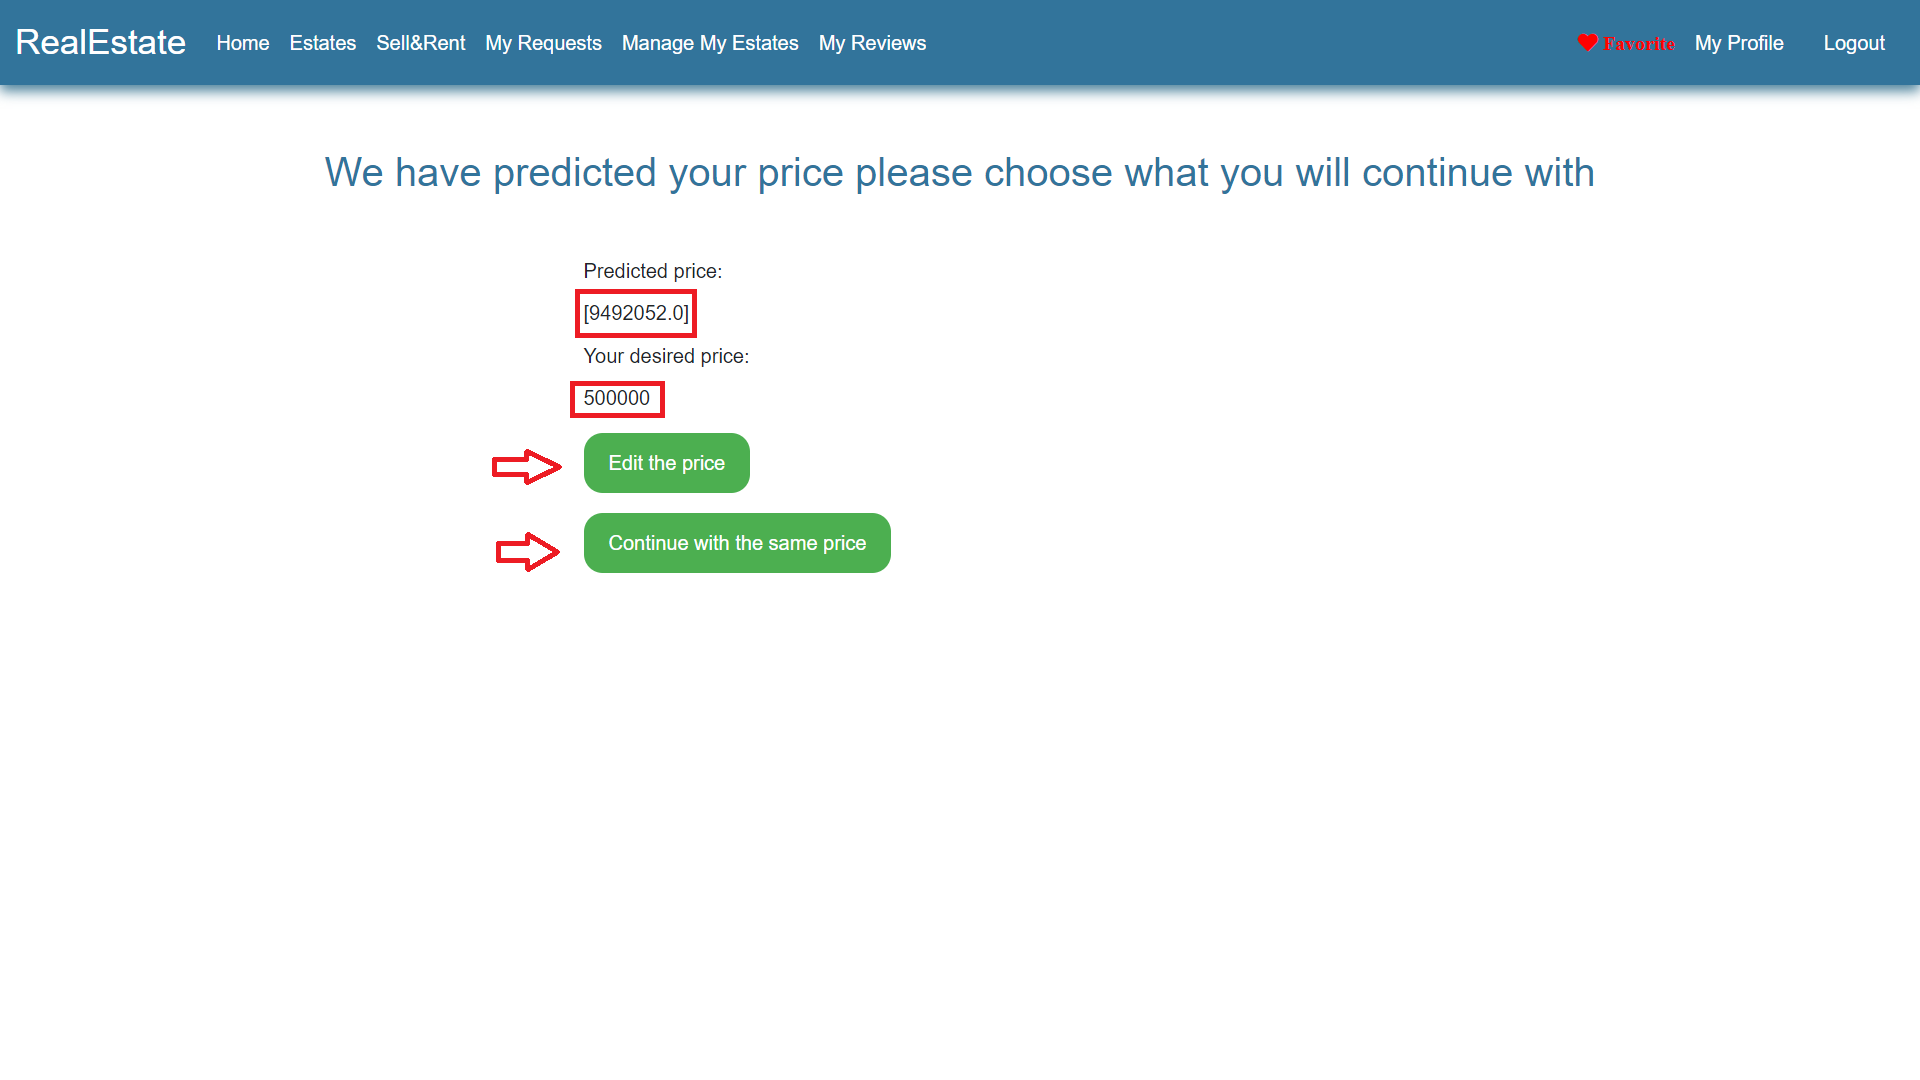 RealEstate Home Estates Sell&Rent My Requests Manage My Estates My Reviews Favorite My Profile Logout
We have predicted your price please choose what you will continue with
Predicted price:
[9492052.0]
Your desired price:
500000
Edit the price
Continue with the same price